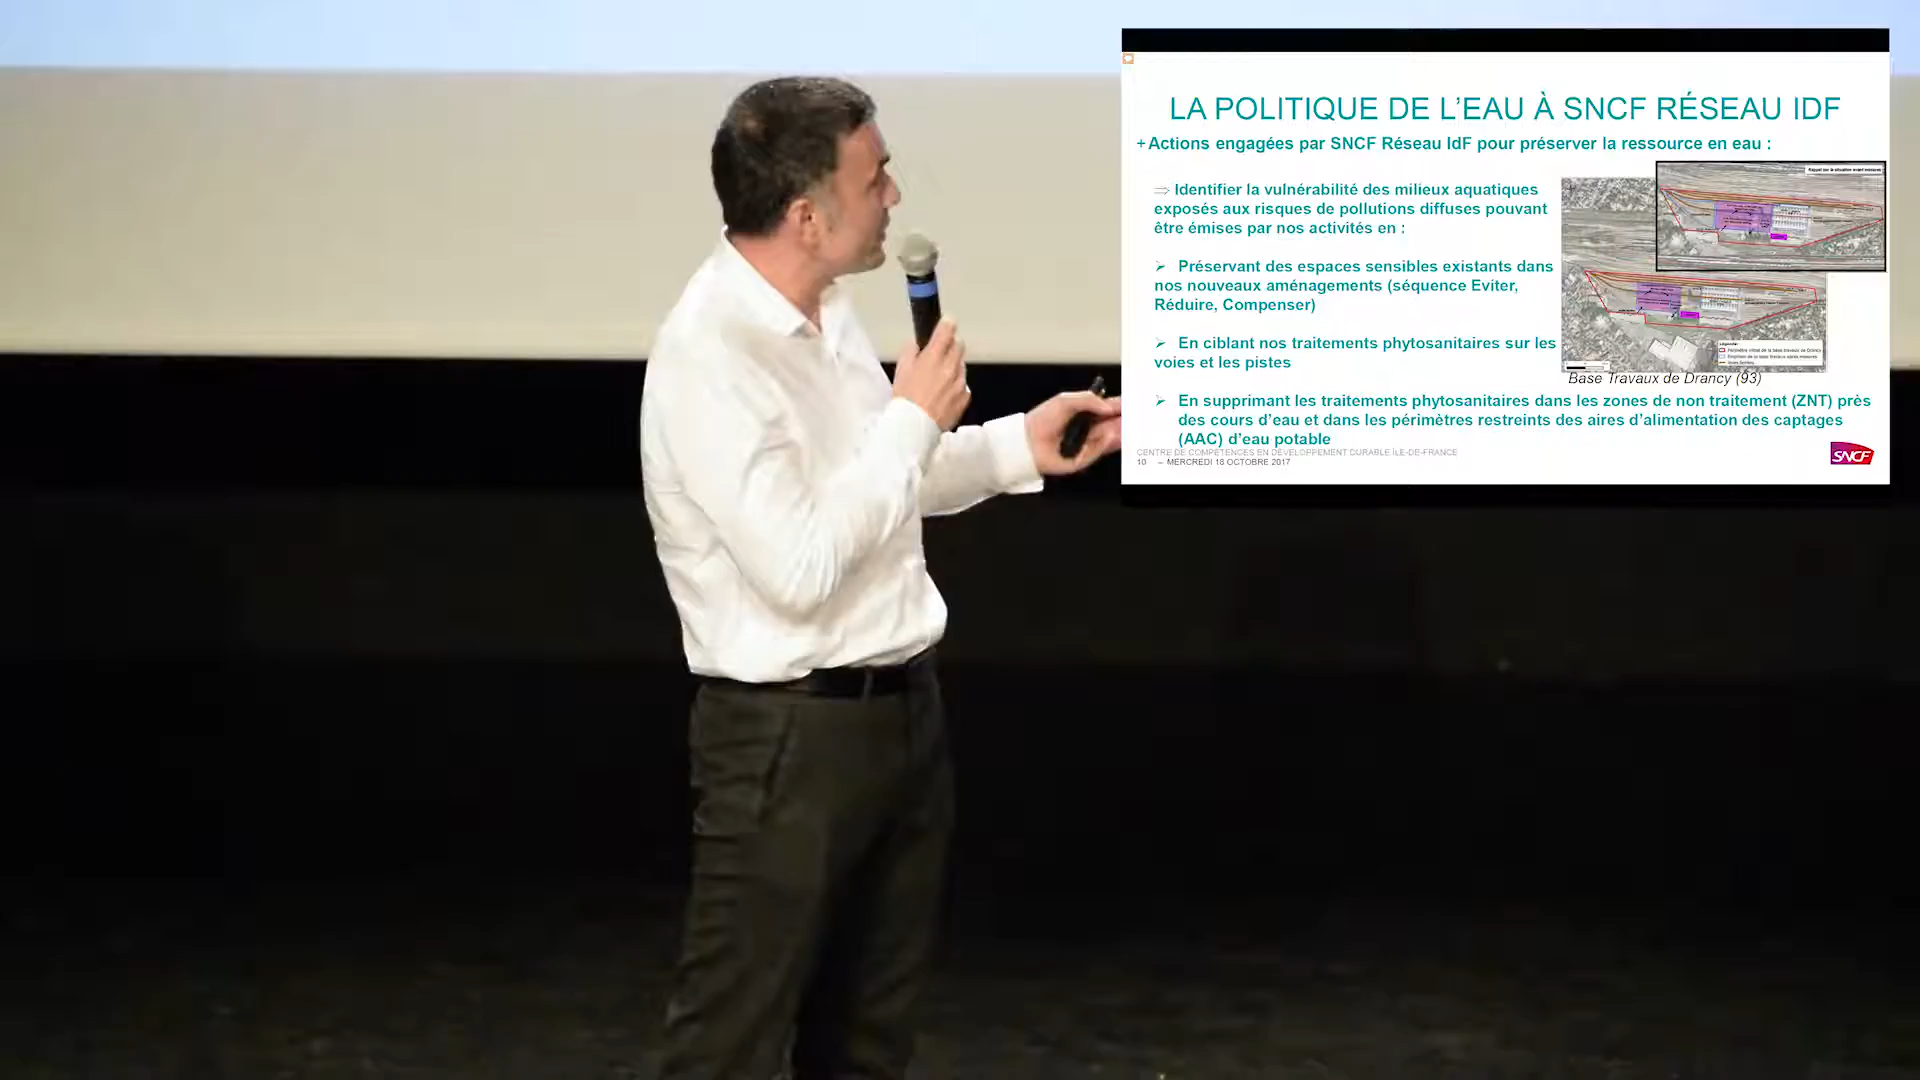 LA POLITIQUE DE L'EAU À SNCF RÉSEAU IDF
+ Actions engagées par SNCF Réseau IdF pour préserver la ressource en eau :
⇒ Identifier la vulnérabilité des milieux aquatiques
exposés aux risques de pollutions diffuses pouvant
être émises par nos activités en :
➢ Préservant des espaces sensibles existants dans
nos nouveaux aménagements (séquence Eviter,
Réduire, Compenser)
➢ En ciblant nos traitements phytosanitaires sur les
voies et les pistes
Base Travaux de Drancy (93)
➢ En supprimant les traitements phytosanitaires dans les zones de non traitement (ZNT) près
des cours d'eau et dans les périmètres restreints des aires d'alimentation des captages
(AAC) d'eau potable
CENTRE DE COMPÉTENCES EN DÉVELOPPEMENT DURABLE ÎLE-DE-FRANCE
10 – MERCREDI 18 OCTOBRE 2017
SNCF